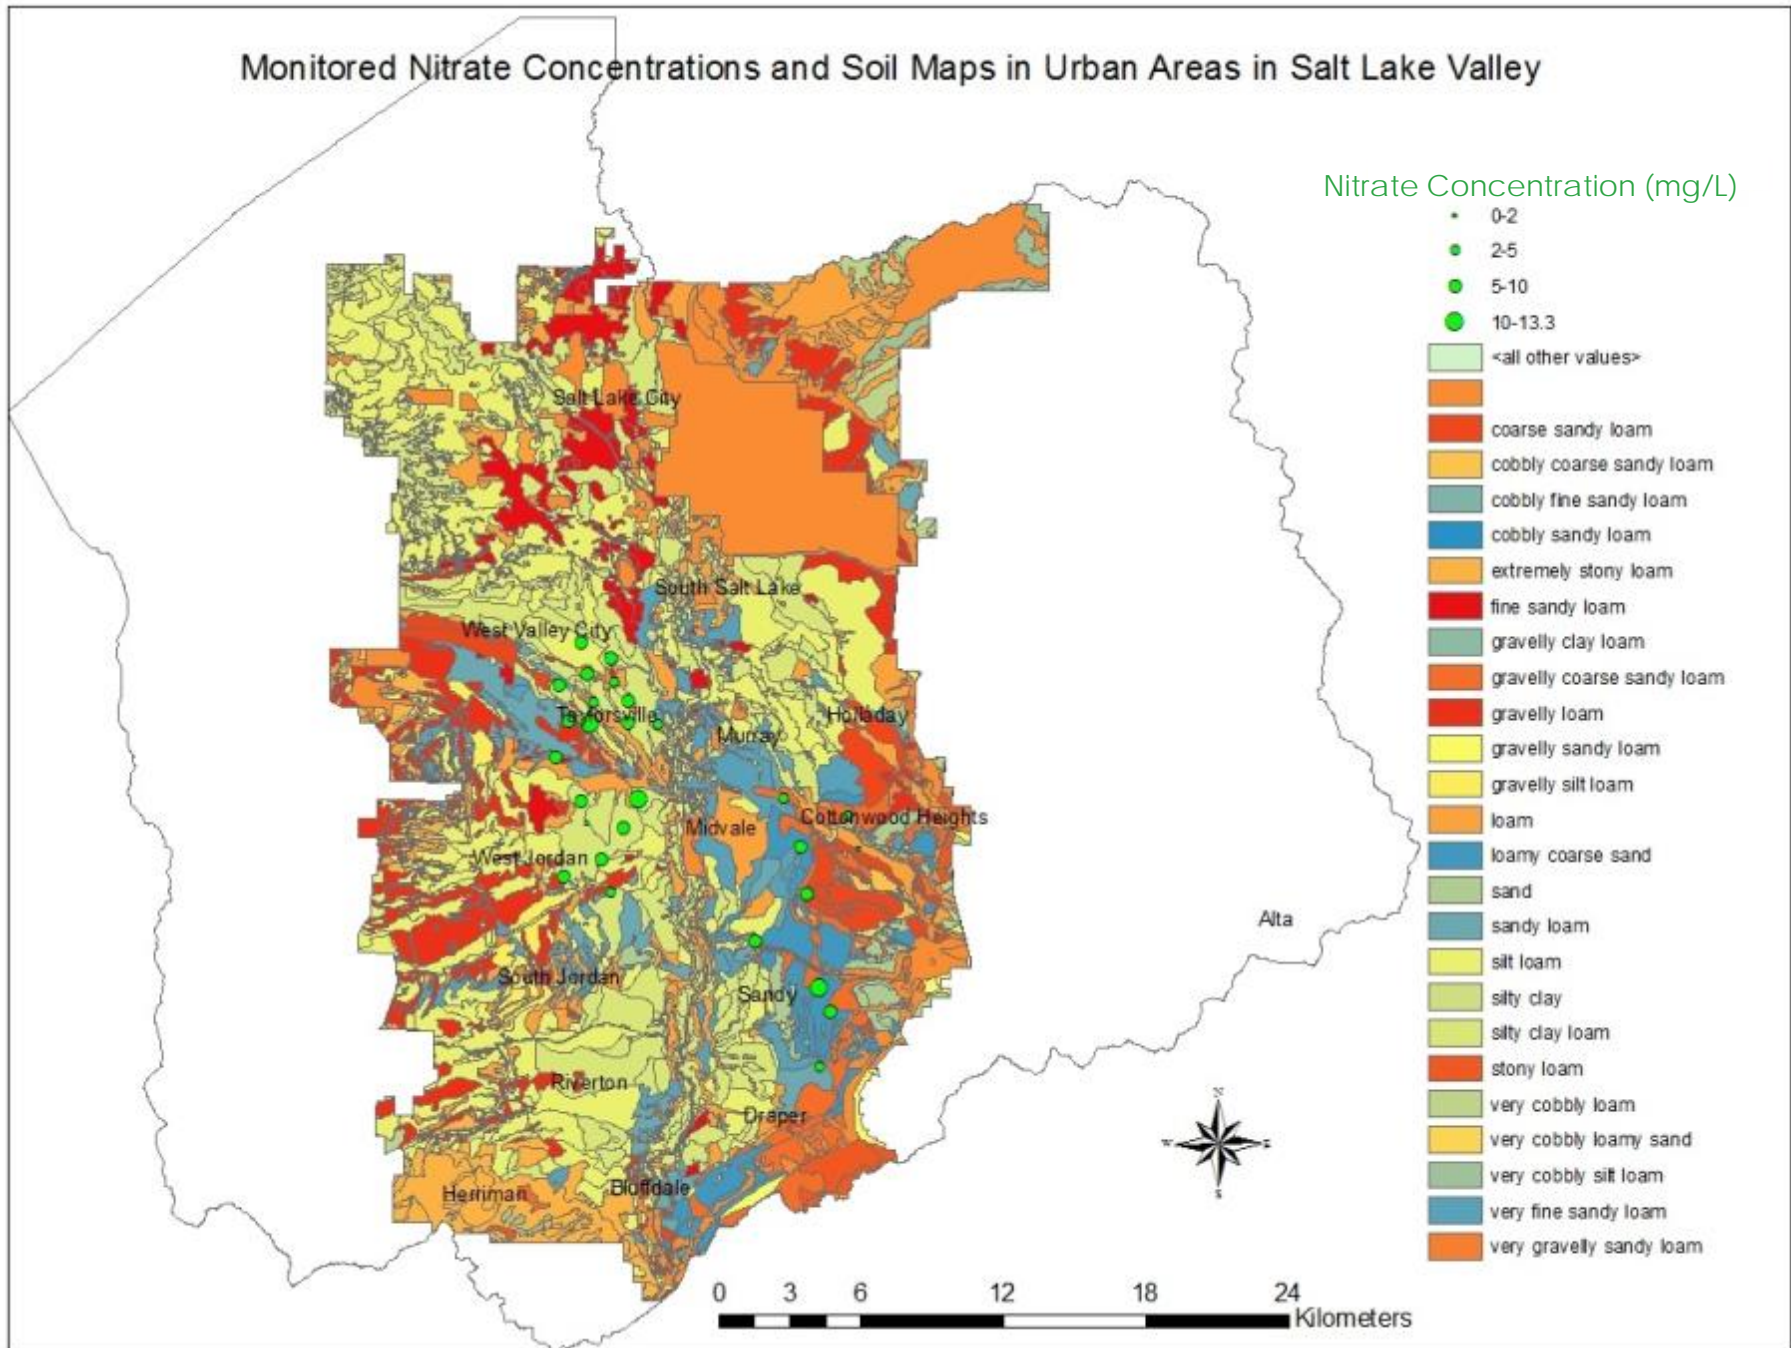 Monitored Nitrate Concentrations and Soil Maps in Urban Areas in Salt Lake Valley
Nitrate Concentration (mg/L)
0-2
2-5
5-10
10-13.3
<all other values>
coarse sandy loam
cobbly coarse sandy loam
cobbly fine sandy loam
cobbly sandy loam
extremely stony loam
fine sandy loam
gravelly clay loam
gravelly coarse sandy loam
gravelly loam
gravelly sandy loam
gravelly silt loam
loam
loamy coarse sand
sand
sandy loam
silt loam
silty clay
silty clay loam
stony loam
very cobbly loam
very cobbly loamy sand
very cobbly silt loam
very fine sandy loam
very gravelly sandy loam
Salt Lake City
South Salt Lake
West Valley City
Taylorsville
Holladay
Murray
Midvale
Cottonwood Heights
West Jordan
Alta
South Jordan
Sandy
Riverton
Draper
Herriman
Bluffdale
N
W
E
S
0 3 6 12 18 24
Kilometers